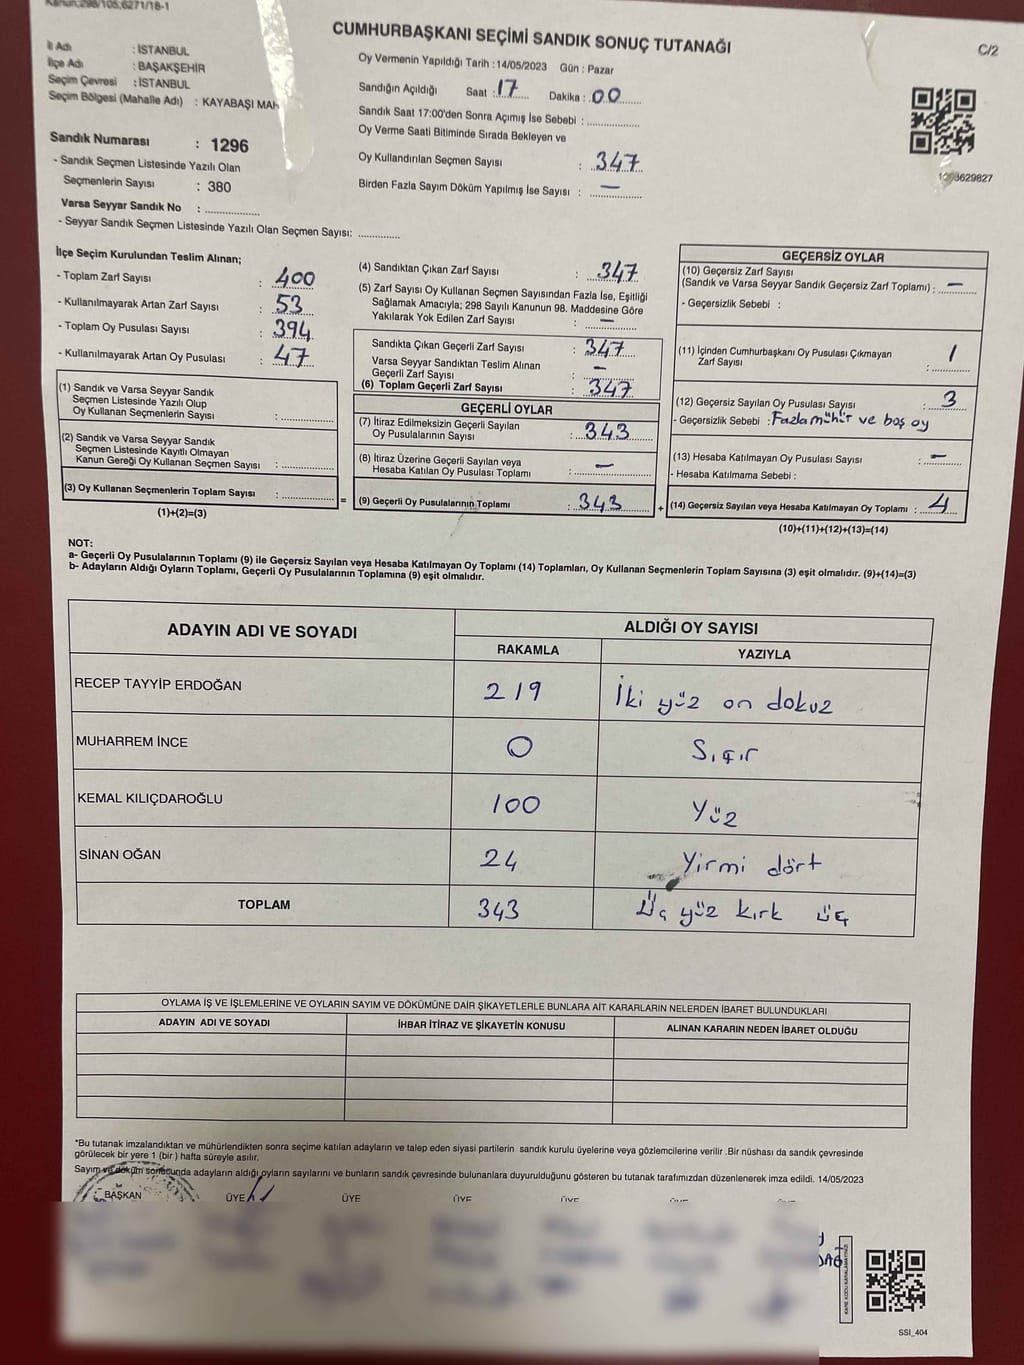 Kanun;298/105,6271/18-1
CUMHURBAŞKANI SEÇİMİ SANDIK SONUÇ TUTANAĞI
C/2
İl Adı : İSTANBUL
İlçe Adı : BAŞAKŞEHİR
Seçim Çevresi : İSTANBUL
Seçim Bölgesi (Mahalle Adı) : KAYABAŞI MAH
Sandık Numarası : 1296
- Sandık Seçmen Listesinde Yazılı Olan
Seçmenlerin Sayısı : 380
Varsa Seyyar Sandık No : ................
- Seyyar Sandık Seçmen Listesinde Yazılı Olan Seçmen Sayısı: ............
Oy Vermenin Yapıldığı Tarih : 14/05/2023 Gün : Pazar
Sandığın Açıldığı Saat : 17 Dakika : 00
Sandık Saat 17:00'den Sonra Açımış İse Sebebi : ................
Oy Verme Saati Bitiminde Sırada Bekleyen ve
Oy Kullandırılan Seçmen Sayısı : 347
Birden Fazla Sayım Döküm Yapılmış İse Sayısı : —
İlçe Seçim Kurulundan Teslim Alınan;
- Toplam Zarf Sayısı : 400
- Kullanılmayarak Artan Zarf Sayısı : 53
- Toplam Oy Pusulası Sayısı : 394
- Kullanılmayarak Artan Oy Pusulası : 47
(1) Sandık ve Varsa Seyyar Sandık
Seçmen Listesinde Yazılı Olup
Oy Kullanan Seçmenlerin Sayısı : ................
(2) Sandık ve Varsa Seyyar Sandık
Seçmen Listesinde Kayıtlı Olmayan
Kanun Gereği Oy Kullanan Seçmen Sayısı : ................
(3) Oy Kullanan Seçmenlerin Toplam Sayısı : ................
(1)+(2)=(3)
=
(4) Sandıktan Çıkan Zarf Sayısı : 347
(5) Zarf Sayısı Oy Kullanan Seçmen Sayısından Fazla İse, Eşitliği
Sağlamak Amacıyla; 298 Sayılı Kanunun 98. Maddesine Göre
Yakılarak Yok Edilen Zarf Sayısı : —
Sandıkta Çıkan Geçerli Zarf Sayısı : 347
Varsa Seyyar Sandıktan Teslim Alınan
Geçerli Zarf Sayısı : —
(6) Toplam Geçerli Zarf Sayısı : 347
GEÇERLİ OYLAR
(7) İtiraz Edilmeksizin Geçerli Sayılan
Oy Pusulalarının Sayısı : 343
(8) İtiraz Üzerine Geçerli Sayılan veya
Hesaba Katılan Oy Pusulası Toplamı : —
(9) Geçerli Oy Pusulalarının Toplamı : 343
+
GEÇERSİZ OYLAR
(10) Geçersiz Zarf Sayısı
(Sandık ve Varsa Seyyar Sandık Geçersiz Zarf Toplamı) : —
- Geçersizlik Sebebi :
(11) İçinden Cumhurbaşkanı Oy Pusulası Çıkmayan
Zarf Sayısı : 1
(12) Geçersiz Sayılan Oy Pusulası Sayısı : 3
- Geçersizlik Sebebi : Fazla mühür ve boş oy
(13) Hesaba Katılmayan Oy Pusulası Sayısı : —
- Hesaba Katılmama Sebebi :
(14) Geçersiz Sayılan veya Hesaba Katılmayan Oy Toplamı : 4
(10)+(11)+(12)+(13)=(14)
NOT:
a- Geçerli Oy Pusulalarının Toplamı (9) ile Geçersiz Sayılan veya Hesaba Katılmayan Oy Toplamı (14) Toplamları, Oy Kullanan Seçmenlerin Toplam Sayısına (3) eşit olmalıdır. (9)+(14)=(3)
b- Adayların Aldığı Oyların Toplamı, Geçerli Oy Pusulalarının Toplamına (9) eşit olmalıdır.
ADAYIN ADI VE SOYADI
ALDIĞI OY SAYISI
RAKAMLA YAZIYLA
RECEP TAYYİP ERDOĞAN 219 İki yüz on dokuz
MUHARREM İNCE 0 Sıfır
KEMAL KILIÇDAROĞLU 100 Yüz
SİNAN OĞAN 24 Yirmi dört
TOPLAM 343 Üç yüz kırk üç
OYLAMA İŞ VE İŞLEMLERİNE VE OYLARIN SAYIM VE DÖKÜMÜNE DAİR ŞİKAYETLERLE BUNLARA AİT KARARLARIN NELERDEN İBARET BULUNDUKLARI
ADAYIN ADI VE SOYADI İHBAR İTİRAZ VE ŞİKAYETİN KONUSU ALINAN KARARIN NEDEN İBARET OLDUĞU
*Bu tutanak imzalandıktan ve mühürlendikten sonra seçime katılan adayların ve talep eden siyasi partilerin sandık kurulu üyelerine veya gözlemcilerine verilir .Bir nüshası da sandık çevresinde
görülecek bir yere 1 (bir ) hafta süreyle asılır.
Sayım ve döküm sonucunda adayların aldığı oyların sayılarını ve bunların sandık çevresinde bulunanlara duyurulduğunu gösteren bu tutanak tarafımızdan düzenlenerek imza edildi. 14/05/2023
BAŞKAN ÜYE ÜYE ÜYE ÜYE
SSI_404